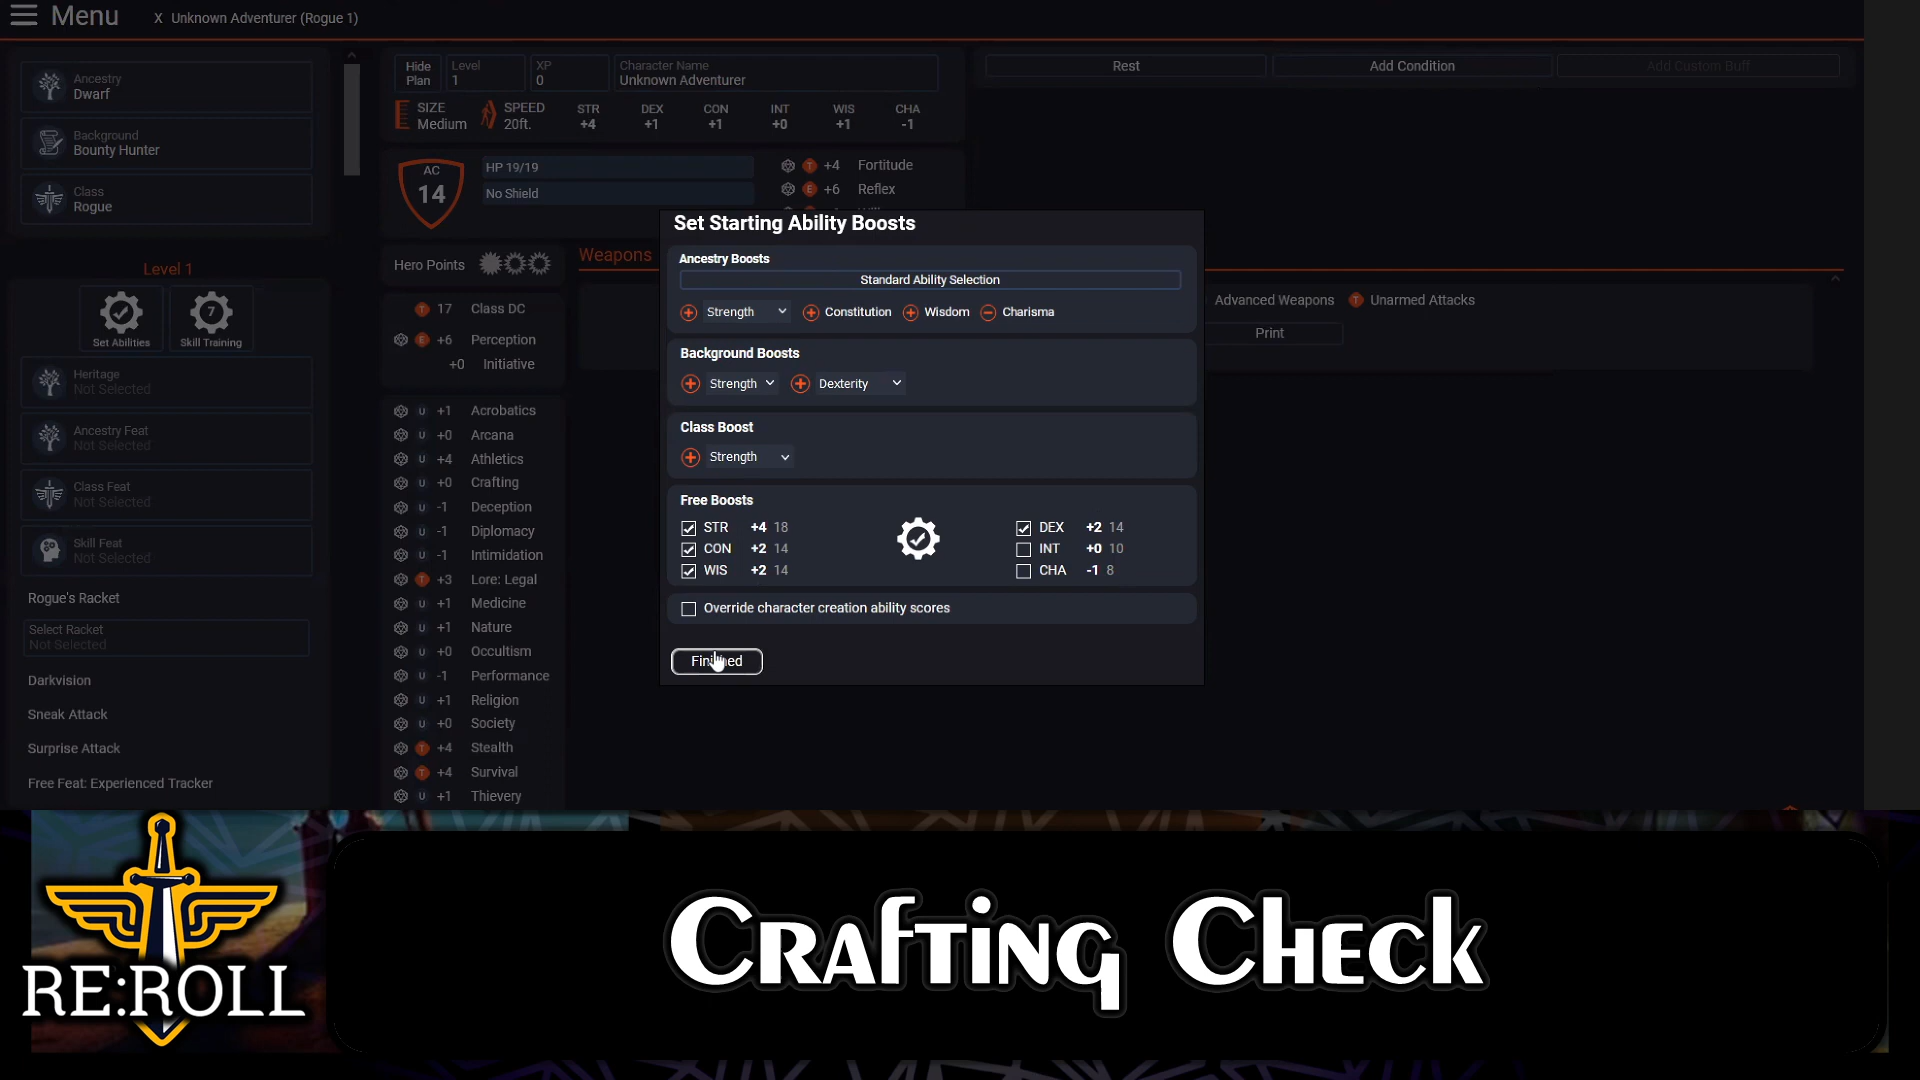 Menu
X Unknown Adventurer (Rogue 1)
Ancestry
Dwarf
Background
Bounty Hunter
Class
Rogue
Level 1
Set Abilities
7
Skill Training
Heritage
Not Selected
Ancestry Feat
Not Selected
Class Feat
Not Selected
Skill Feat
Not Selected
Rogue's Racket
Select Racket
Not Selected
Darkvision
Sneak Attack
Surprise Attack
Free Feat: Experienced Tracker
Hide Plan
Level
1
XP
0
Character Name
Unknown Adventurer
SIZE
Medium
SPEED
20ft.
STR DEX CON INT WIS CHA
+4 +1 +1 +0 +1 -1
AC
14
HP 19/19
No Shield
T +4 Fortitude
E +6 Reflex
Hero Points
Weapons
T 17 Class DC
E +6 Perception
+0 Initiative
U +1 Acrobatics
U +0 Arcana
U +4 Athletics
U +0 Crafting
U -1 Deception
U -1 Diplomacy
U -1 Intimidation
T +3 Lore: Legal
U +1 Medicine
U +1 Nature
U +0 Occultism
U -1 Performance
U +1 Religion
U +0 Society
T +4 Stealth
T +4 Survival
U +1 Thievery
Rest
Add Condition
Add Custom Buff
Advanced Weapons T Unarmed Attacks
Print
Set Starting Ability Boosts
Ancestry Boosts
Standard Ability Selection
Strength Constitution Wisdom Charisma
Background Boosts
Strength Dexterity
Class Boost
Strength
Free Boosts
STR +4 18 DEX +2 14
CON +2 14 INT +0 10
WIS +2 14 CHA -1 8
Override character creation ability scores
RE:ROLL
Crafting Check